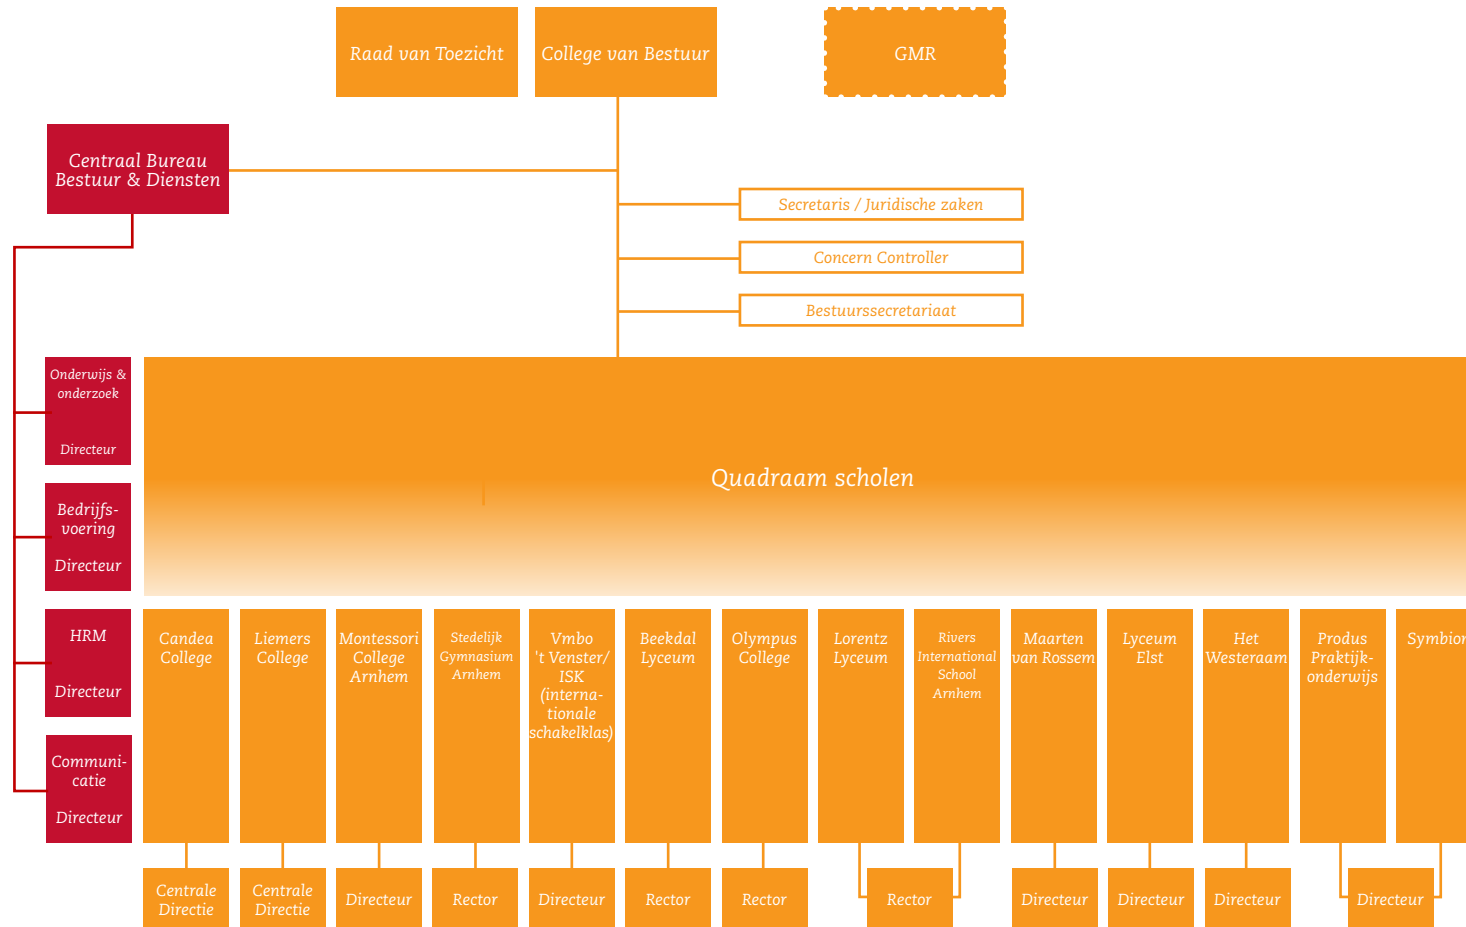 Raad van Toezicht
College van Bestuur
GMR
Centraal Bureau
Bestuur & Diensten
Secretaris / Juridische zaken
Concern Controller
Bestuurssecretariaat
Onderwijs &
onderzoek
Directeur
Bedrijfs-
voering
Directeur
HRM
Directeur
Communi-
catie
Directeur
Quadraam scholen
Candea
College
Liemers
College
Montessori
College
Arnhem
Stedelijk
Gymnasium
Arnhem
Vmbo
't Venster/
ISK
(interna-
tionale
schakelklas)
Beekdal
Lyceum
Olympus
College
Lorentz
Lyceum
Rivers
International
School
Arnhem
Maarten
van Rossem
Lyceum
Elst
Het
Westeraam
Produs
Praktijk-
onderwijs
Symbion
Centrale
Directie
Centrale
Directie
Directeur
Rector
Directeur
Rector
Rector
Rector
Directeur
Directeur
Directeur
Directeur